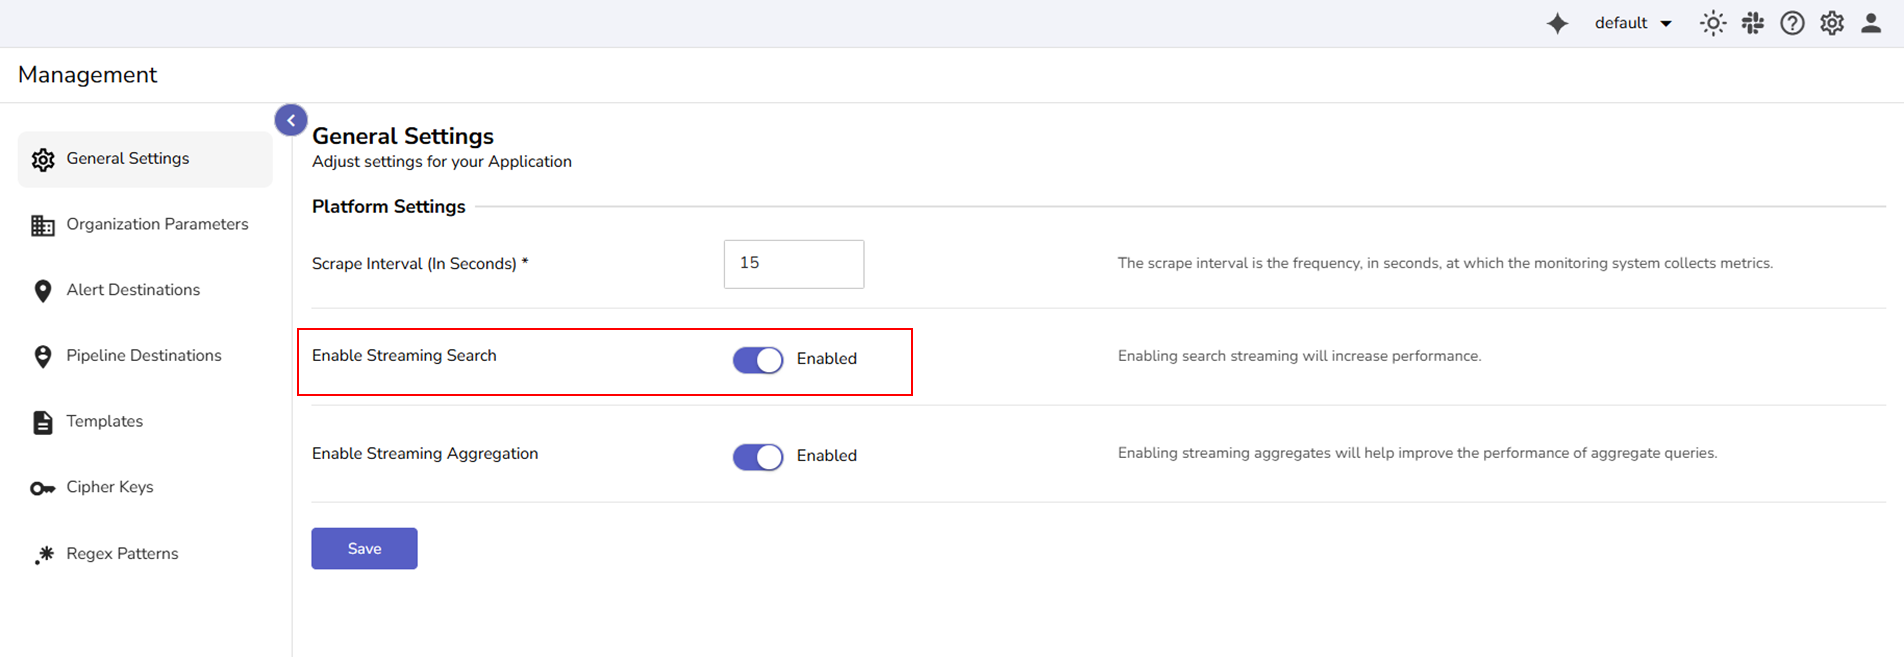 default
Management
General Settings
Organization Parameters
Alert Destinations
Pipeline Destinations
Templates
Cipher Keys
Regex Patterns
General Settings
Adjust settings for your Application
Platform Settings
Scrape Interval (In Seconds) * 15 The scrape interval is the frequency, in seconds, at which the monitoring system collects metrics.
Enable Streaming Search Enabled Enabling search streaming will increase performance.
Enable Streaming Aggregation Enabled Enabling streaming aggregates will help improve the performance of aggregate queries.
Save